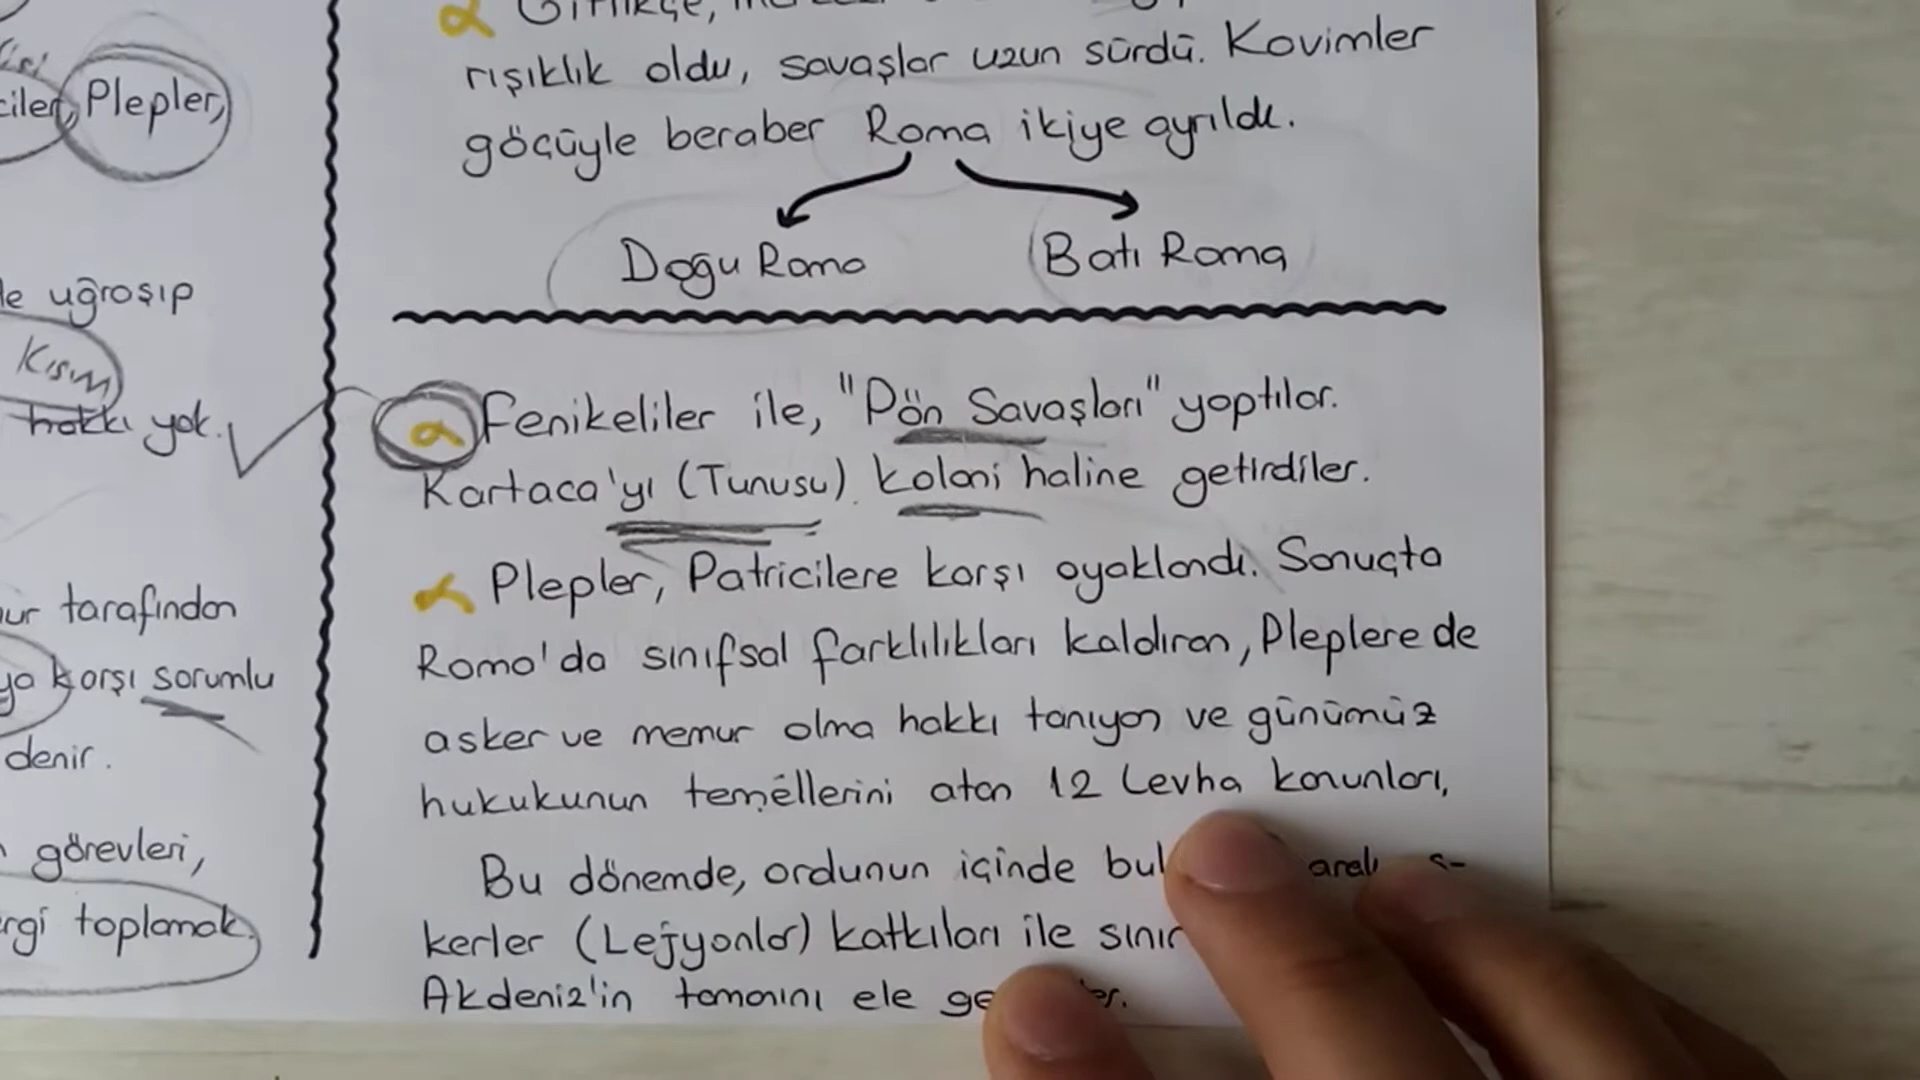 Plepler,
le uğraşıp
Kısım
hakkı yok.
tarafından
karşı sorumlu
denir.
görevleri,
toplamak.
rışıklık oldu, savaşlar uzun sürdü. Kavimler
göçüyle beraber Roma ikiye ayrıldı.
Doğu Roma
Batı Roma
Fenikeliler ile, "Pön Savaşları" yaptılar.
Kartaca'yı (Tunusu) koloni haline getirdiler.
Plepler, Patricilere karşı ayaklandı. Sonuçta
Roma'da sınıfsal farklılıkları kaldıran, Pleplere de
asker ve memur olma hakkı tanıyan ve günümüz
hukukunun temellerini atan 12 Levha kanunları,
Bu dönemde, ordunun içinde
kerler (Lejyonlar) katkıları ile
Akdeniz'in tamamını ele